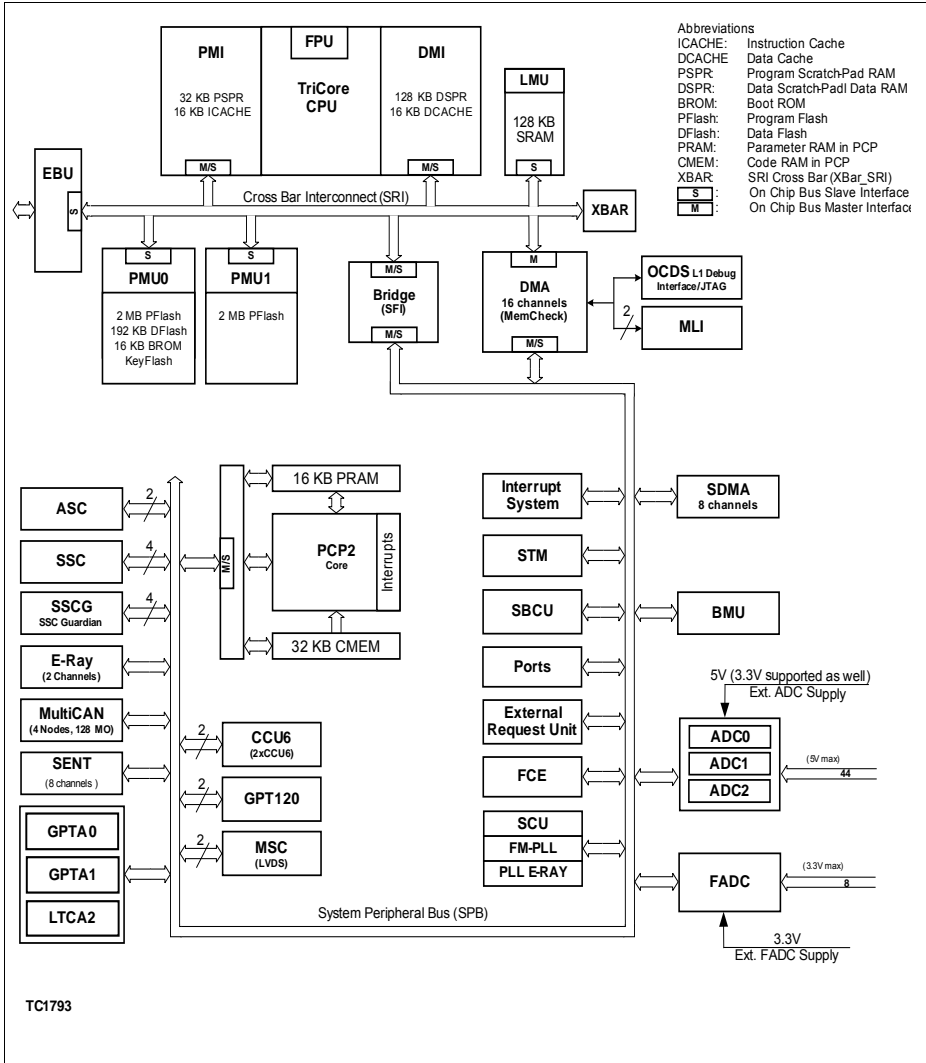 PMI
32 KB PSPR
16 KB ICACHE
M/S
FPU
TriCore
CPU
DMI
128 KB DSPR
16 KB DCACHE
M/S
LMU
128 KB
SRAM
S
Abbreviations
ICACHE: Instruction Cache
DCACHE Data Cache
PSPR: Program Scratch-Pad RAM
DSPR: Data Scratch-Padl Data RAM
BROM: Boot ROM
PFlash: Program Flash
DFlash: Data Flash
PRAM: Parameter RAM in PCP
CMEM: Code RAM in PCP
XBAR: SRI Cross Bar (XBar_SRI)
S : On Chip Bus Slave Interface
M : On Chip Bus Master Interface
EBU
S
Cross Bar Interconnect (SRI)
XBAR
S
PMU0
2 MB PFlash
192 KB DFlash
16 KB BROM
KeyFlash
S
PMU1
2 MB PFlash
M/S
Bridge
(SFI)
M/S
M
DMA
16 channels
(MemCheck)
M/S
OCDS L1 Debug
Interface/JTAG
2
MLI
ASC
2
SSC
4
SSCG
SSC Guardian
4
E-Ray
(2 Channels)
MultiCAN
(4 Nodes, 128 MO)
SENT
(8 channels )
GPTA0
GPTA1
LTCA2
M/S
16 KB PRAM
PCP2
Core
Interrupts
32 KB CMEM
2
CCU6
(2xCCU6)
2
GPT120
2
MSC
(LVDS)
Interrupt
System
STM
SBCU
Ports
External
Request Unit
FCE
SCU
FM-PLL
PLL E-RAY
SDMA
8 channels
BMU
5V (3.3V supported as well)
Ext. ADC Supply
ADC0
ADC1
ADC2
(5V max)
44
FADC
(3.3V max)
8
3.3V
Ext. FADC Supply
System Peripheral Bus (SPB)
TC1793